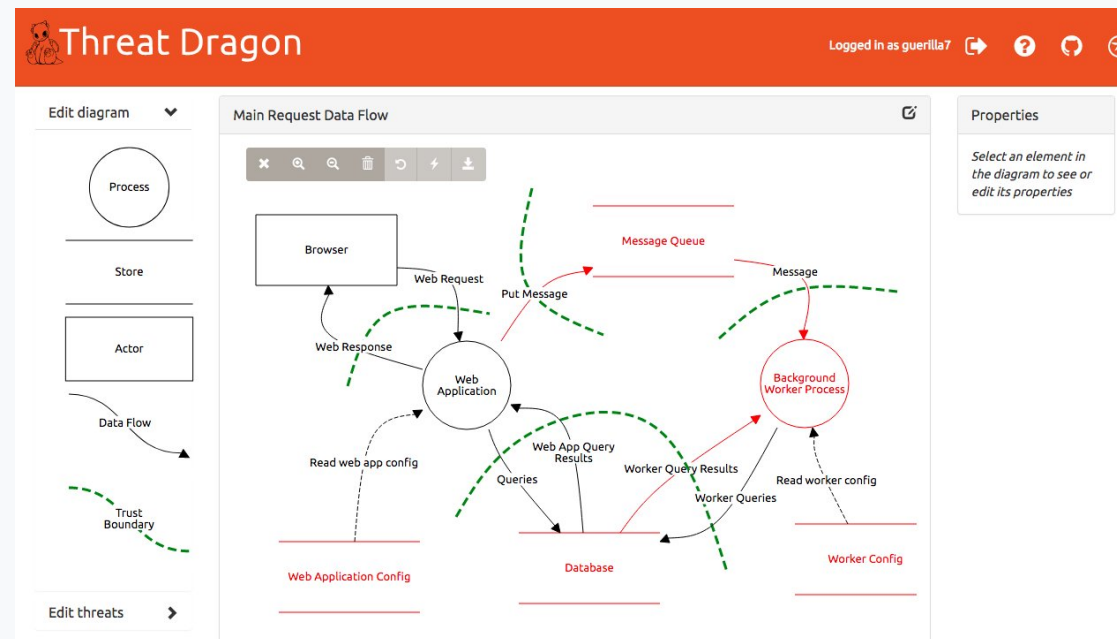 Threat Dragon
Logged in as guerilla7
Edit diagram
Process
Store
Actor
Data Flow
Trust
Boundary
Edit threats
Main Request Data Flow
Browser
Web Request
Web Response
Put Message
Message Queue
Message
Web
Application
Background
Worker Process
Read web app config
Queries
Web App Query
Results
Worker Query Results
Worker Queries
Read worker config
Web Application Config
Database
Worker Config
Properties
Select an element in
the diagram to see or
edit its properties